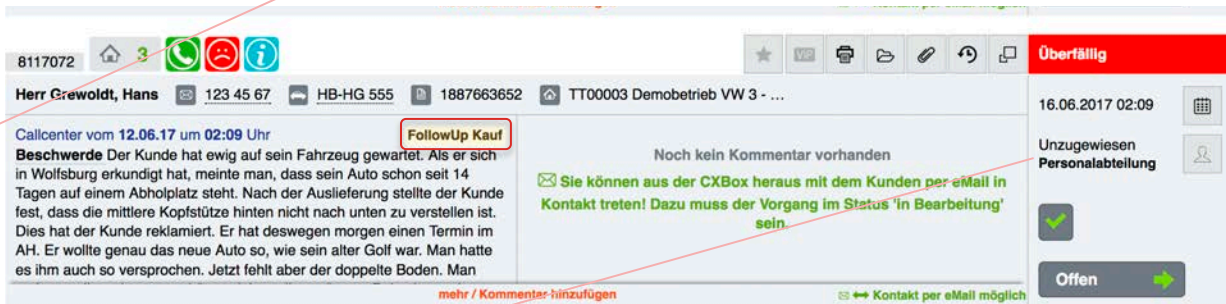 8117072 3 VIP Überfällig
Herr Grewoldt, Hans 123 45 67 HB-HG 555 1887663652 TT00003 Demobetrieb VW 3 - ...
16.06.2017 02:09
Callcenter vom 12.06.17 um 02:09 Uhr FollowUp Kauf
Beschwerde Der Kunde hat ewig auf sein Fahrzeug gewartet. Als er sich
in Wolfsburg erkundigt hat, meinte man, dass sein Auto schon seit 14
Tagen auf einem Abholplatz steht. Nach der Auslieferung stellte der Kunde
fest, dass die mittlere Kopfstütze hinten nicht nach unten zu verstellen ist.
Dies hat der Kunde reklamiert. Er hat deswegen morgen einen Termin im
AH. Er wollte genau das neue Auto so, wie sein alter Golf war. Man hatte
es ihm auch so versprochen. Jetzt fehlt aber der doppelte Boden. Man
Noch kein Kommentar vorhanden
Sie können aus der CXBox heraus mit dem Kunden per eMail in
Kontakt treten! Dazu muss der Vorgang im Status 'in Bearbeitung'
sein.
Unzugewiesen
Personalabteilung
Offen
mehr / Kommentar hinzufügen
Kontakt per eMail möglich